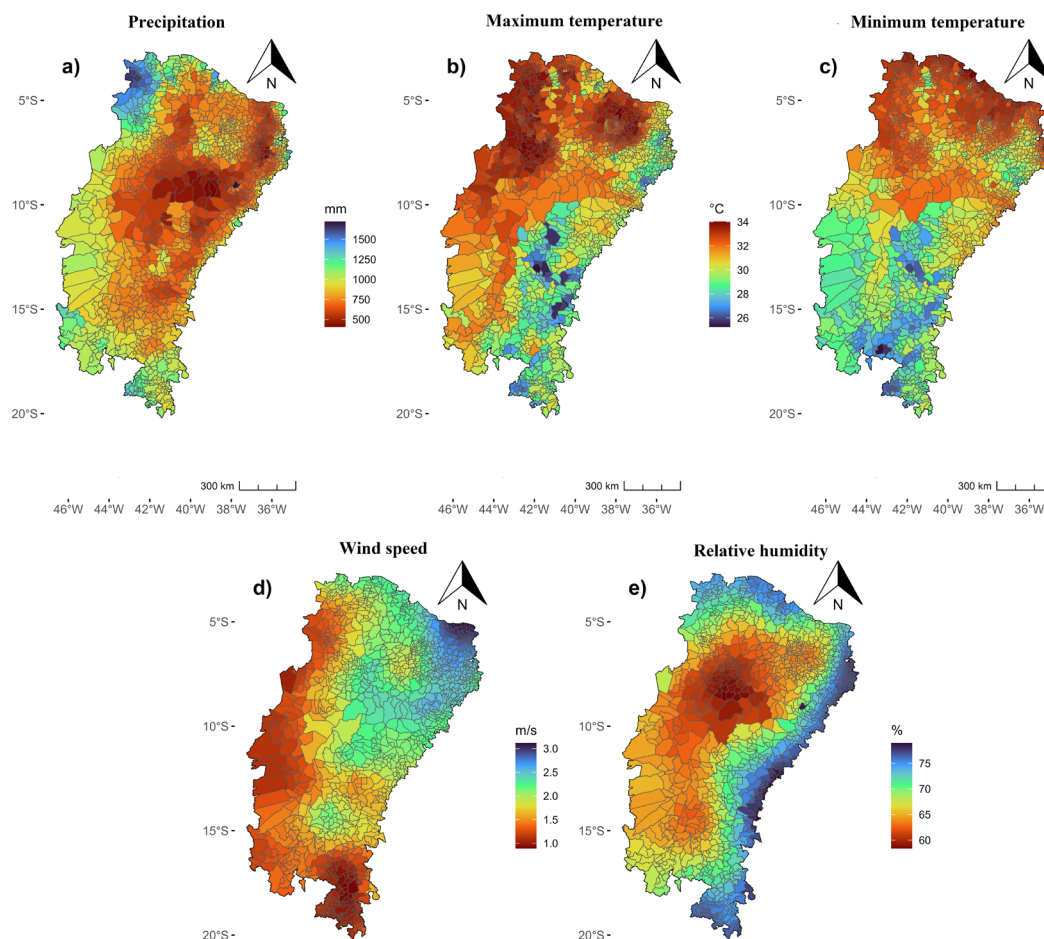 Precipitation
Maximum temperature
Minimum temperature
a)
N
b)
N
c)
N
5°S
10°S
15°S
20°S
5°S
10°S
15°S
20°S
5°S
10°S
15°S
20°S
mm
1500
1250
1000
750
500
°C
34
32
30
28
26
300 km
300 km
300 km
46°W 44°W 42°W 40°W 38°W 36°W
46°W 44°W 42°W 40°W 38°W 36°W
46°W 44°W 42°W 40°W 38°W 36°W
Wind speed
Relative humidity
d)
N
e)
N
5°S
10°S
15°S
20°S
5°S
10°S
15°S
20°S
m/s
3.0
2.5
2.0
1.5
1.0
%
75
70
65
60